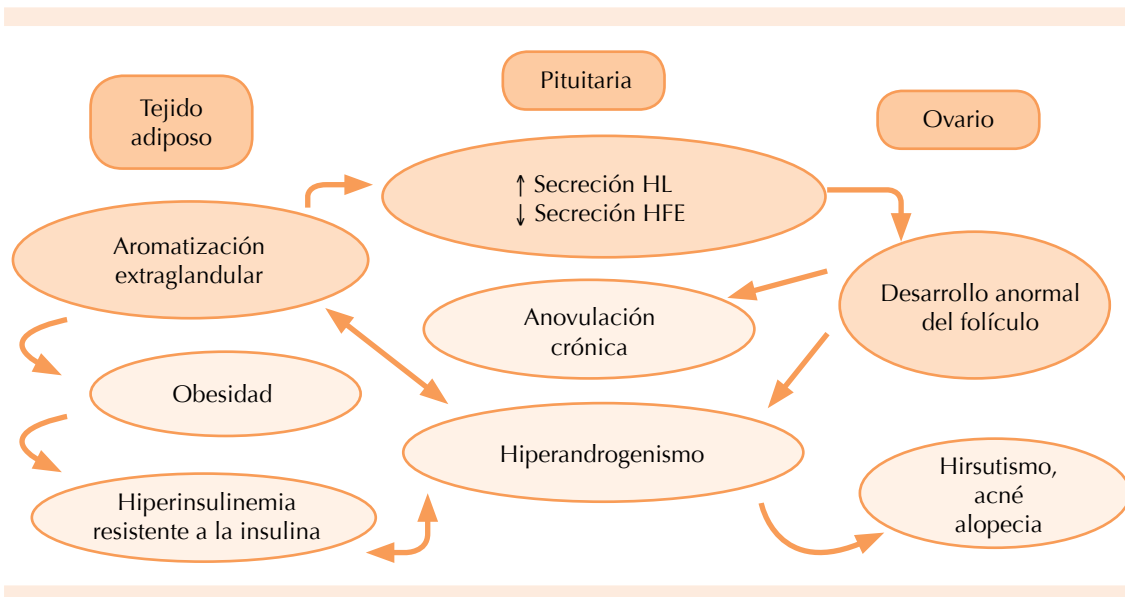 Tejido
adiposo
Pituitaria
Ovario
↑ Secreción HL
↓ Secreción HFE
Aromatización
extraglandular
Anovulación
crónica
Desarrollo anormal
del folículo
Obesidad
Hiperandrogenismo
Hiperinsulinemia
resistente a la insulina
Hirsutismo,
acné
alopecia